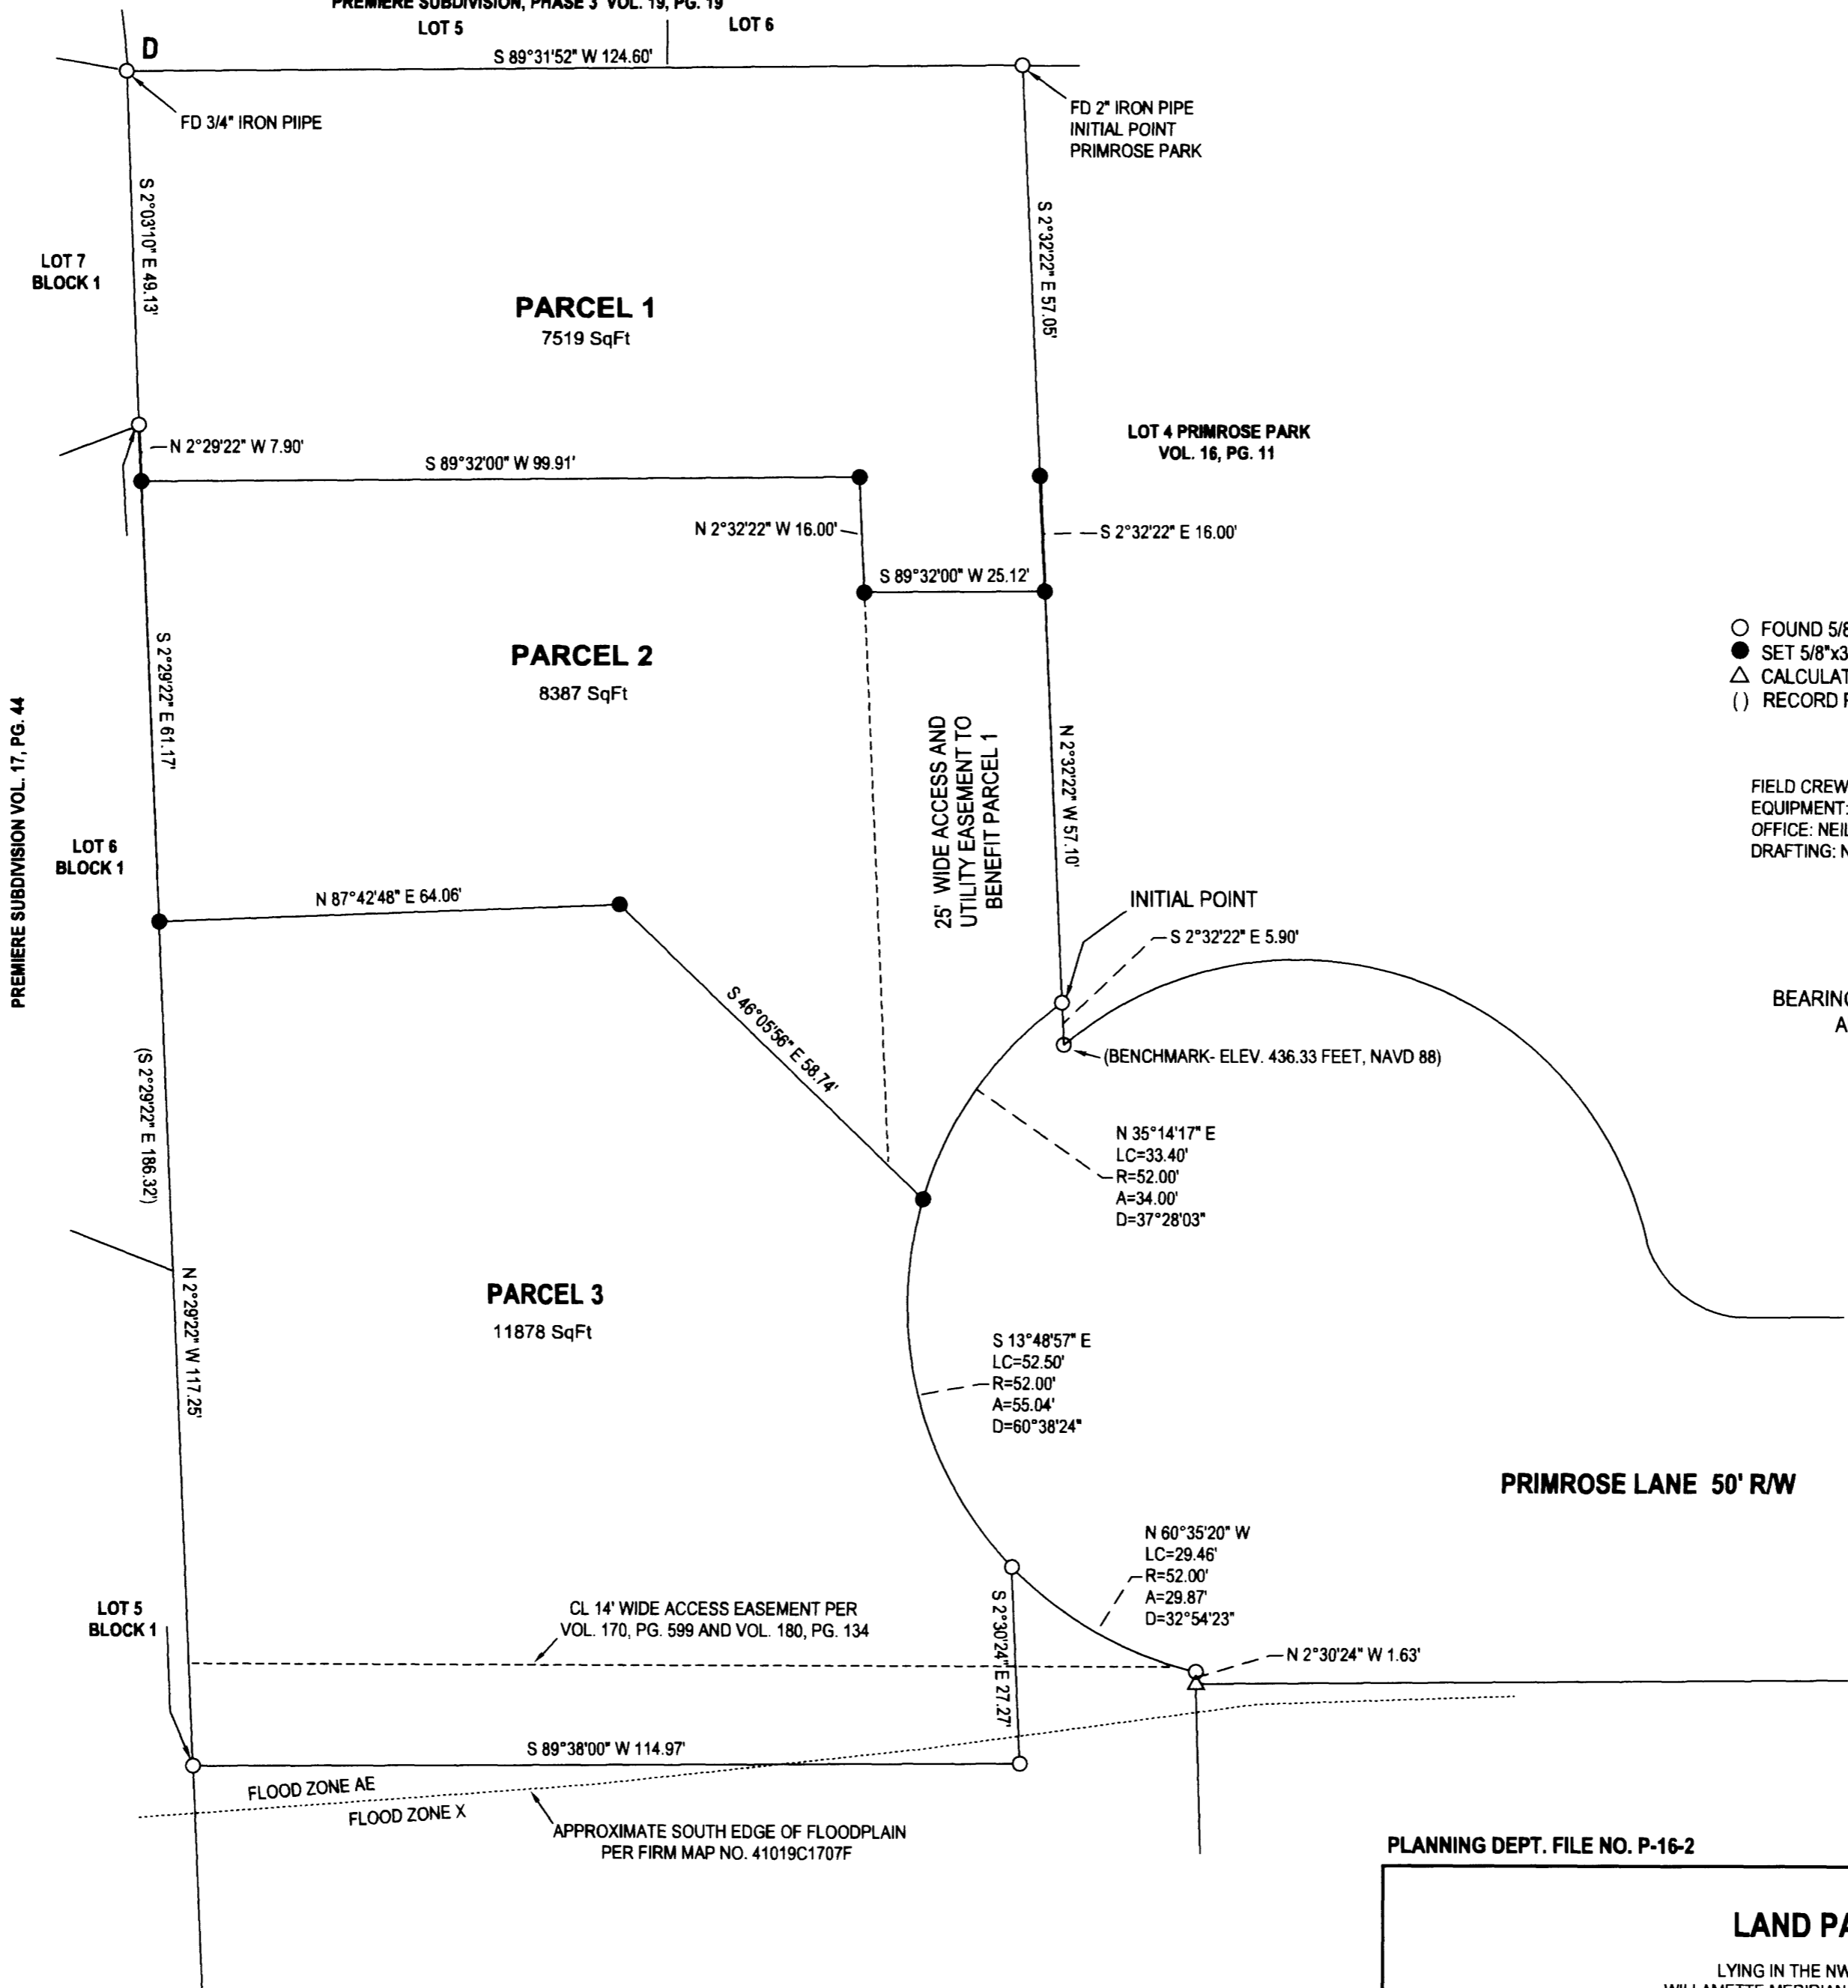 PREMIERE SUBDIVISION, PHASE 3 VOL. 19, PG. 19
LOT 5
LOT 6
D
S 89°31'52" W 124.60'
FD 3/4" IRON PIIPE
FD 2" IRON PIPE
INITIAL POINT
PRIMROSE PARK
S 2°03'10" E 49.13'
S 2°32'22" E 57.05'
LOT 7
BLOCK 1
PARCEL 1
7519 SqFt
N 2°29'22" W 7.90'
S 89°32'00" W 99.91'
LOT 4 PRIMROSE PARK
VOL. 16, PG. 11
N 2°32'22" W 16.00'
S 2°32'22" E 16.00'
S 89°32'00" W 25.12'
S 2°29'22" E 61.17'
PARCEL 2
8387 SqFt
25' WIDE ACCESS AND
UTILITY EASEMENT TO
BENEFIT PARCEL 1
N 2°32'22" W 57.10'
FOUND 5/8
SET 5/8"x3
CALCULAT
( ) RECORD
FIELD CREW
EQUIPMENT:
OFFICE: NEIL
DRAFTING: N
PREMIERE SUBDIVISION VOL. 17, PG. 44
LOT 6
BLOCK 1
N 87°42'48" E 64.06'
INITIAL POINT
S 2°32'22" E 5.90'
S 46°05'56" E 58.74'
BEARING
A
(BENCHMARK- ELEV. 436.33 FEET, NAVD 88)
(S 2°29'22" E 186.32')
N 35°14'17" E
LC=33.40'
R=52.00'
A=34.00'
D=37°28'03"
N 2°29'22" W 117.25'
PARCEL 3
11878 SqFt
S 13°48'57" E
LC=52.50'
R=52.00'
A=55.04'
D=60°38'24"
PRIMROSE LANE 50' R/W
N 60°35'20" W
LC=29.46'
R=52.00'
A=29.87'
D=32°54'23"
LOT 5
BLOCK 1
CL 14' WIDE ACCESS EASEMENT PER
VOL. 170, PG. 599 AND VOL. 180, PG. 134
S 2°30'24" E 27.27'
N 2°30'24" W 1.63'
S 89°38'00" W 114.97'
FLOOD ZONE AE
FLOOD ZONE X
APPROXIMATE SOUTH EDGE OF FLOODPLAIN
PER FIRM MAP NO. 41019C1707F
PLANNING DEPT. FILE NO. P-16-2
LAND PA
LYING IN THE NW
WILLAMETTE MERIDIAN